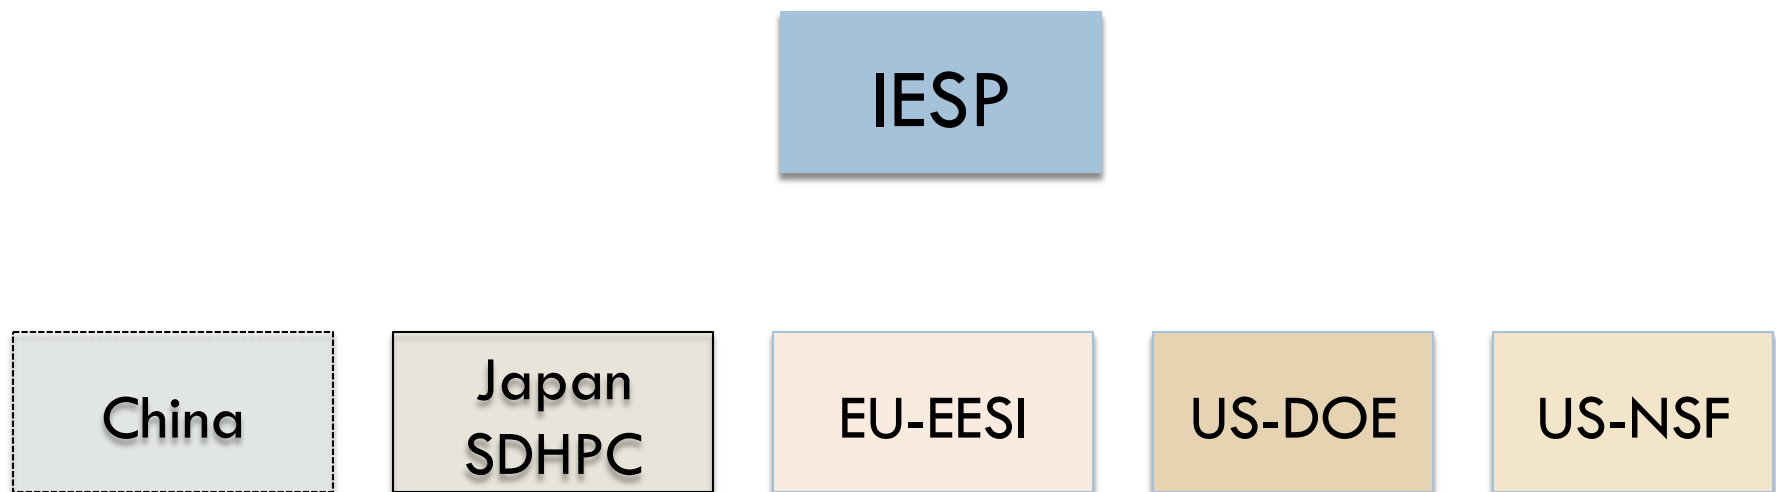 IESP
China
Japan
SDHPC
EU-EESI
US-DOE
US-NSF